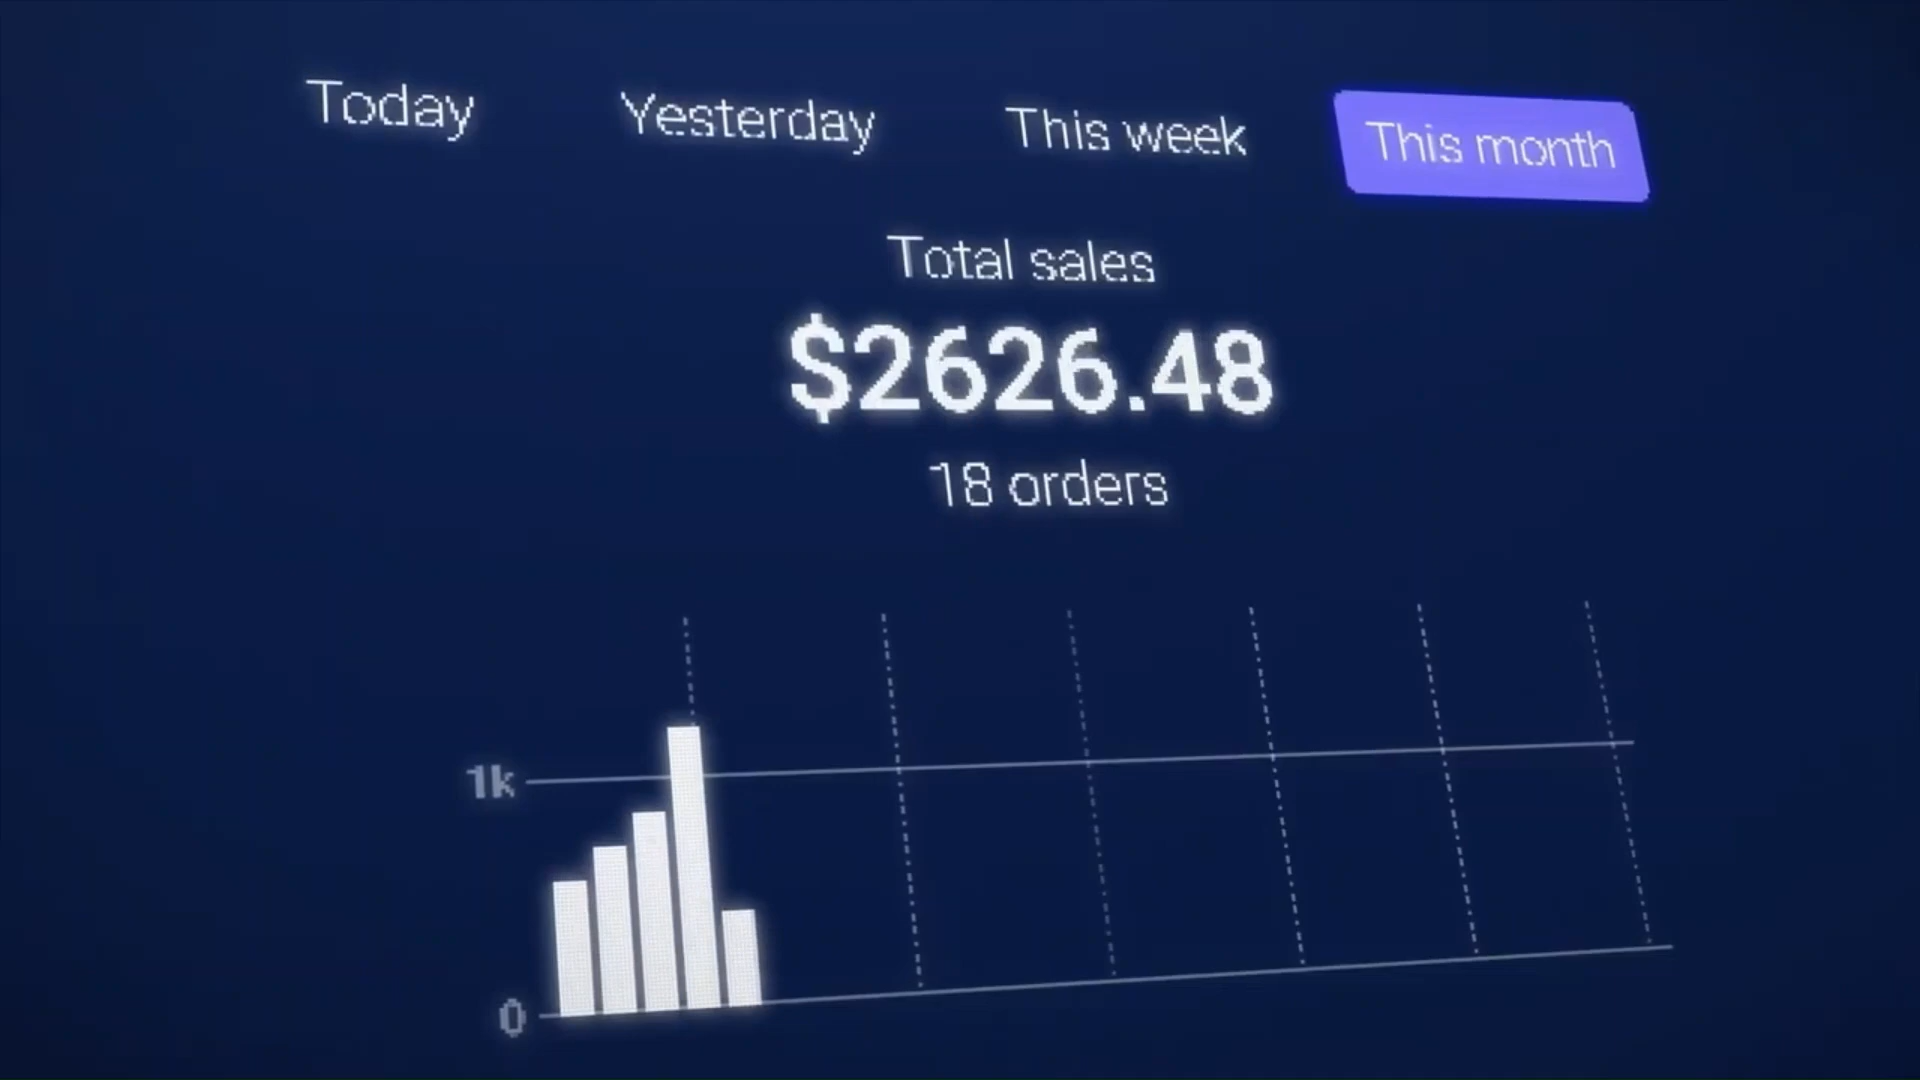 Today Yesterday This week This month
Total sales
$2626.48
18 orders
1k
0